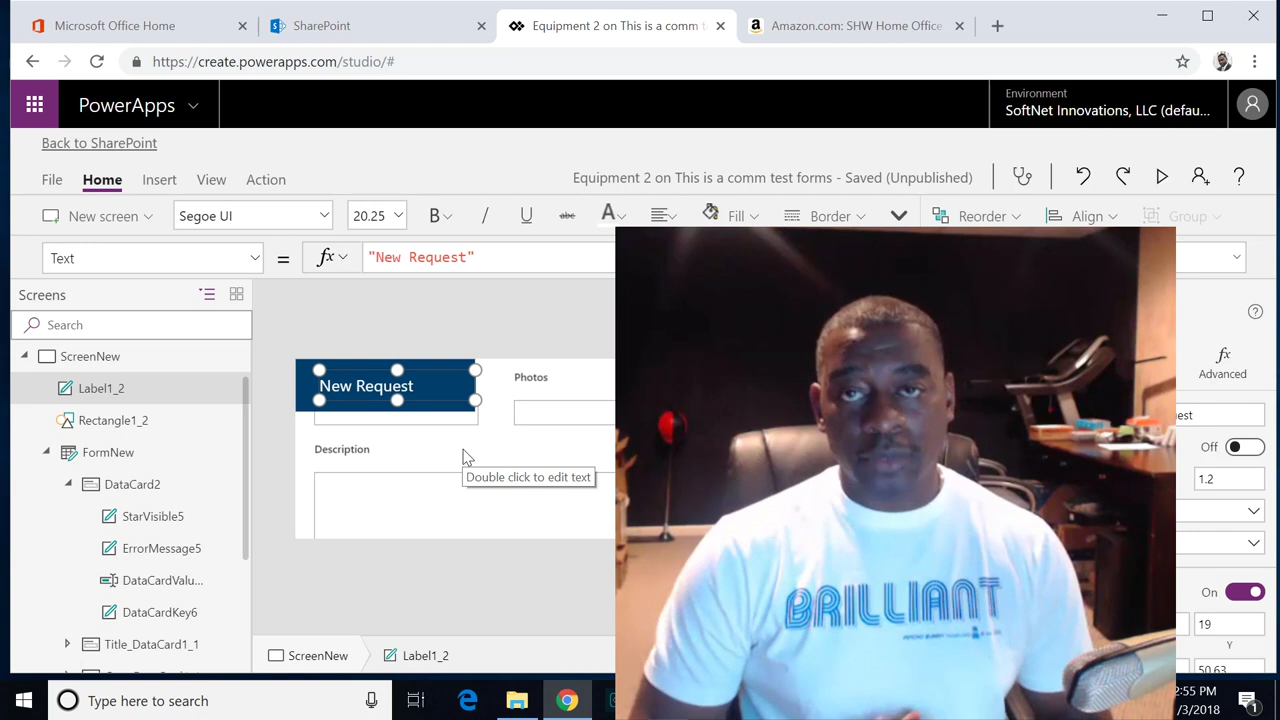 Microsoft Office Home
SharePoint
Equipment 2 on This is a comm t
Amazon.com: SHW Home Office
https://create.powerapps.com/studio/#
PowerApps
Environment
SoftNet Innovations, LLC (defau...
Back to SharePoint
File Home Insert View Action
Equipment 2 on This is a comm test forms - Saved (Unpublished)
New screen
Segoe UI
20.25
B
Fill
Border
Reorder
Align
Group
Text
=
fx
"New Request"
Screens
Search
ScreenNew
Label1_2
Rectangle1_2
FormNew
DataCard2
StarVisible5
ErrorMessage5
DataCardValu...
DataCardKey6
Title_DataCard1_1
New Request
Photos
Description
Double click to edit text
ScreenNew
Label1_2
fx
Advanced
est
Off
1.2
On
19
Y
50.63
BRILLIANT
Type here to search
2:55 PM
/3/2018
1